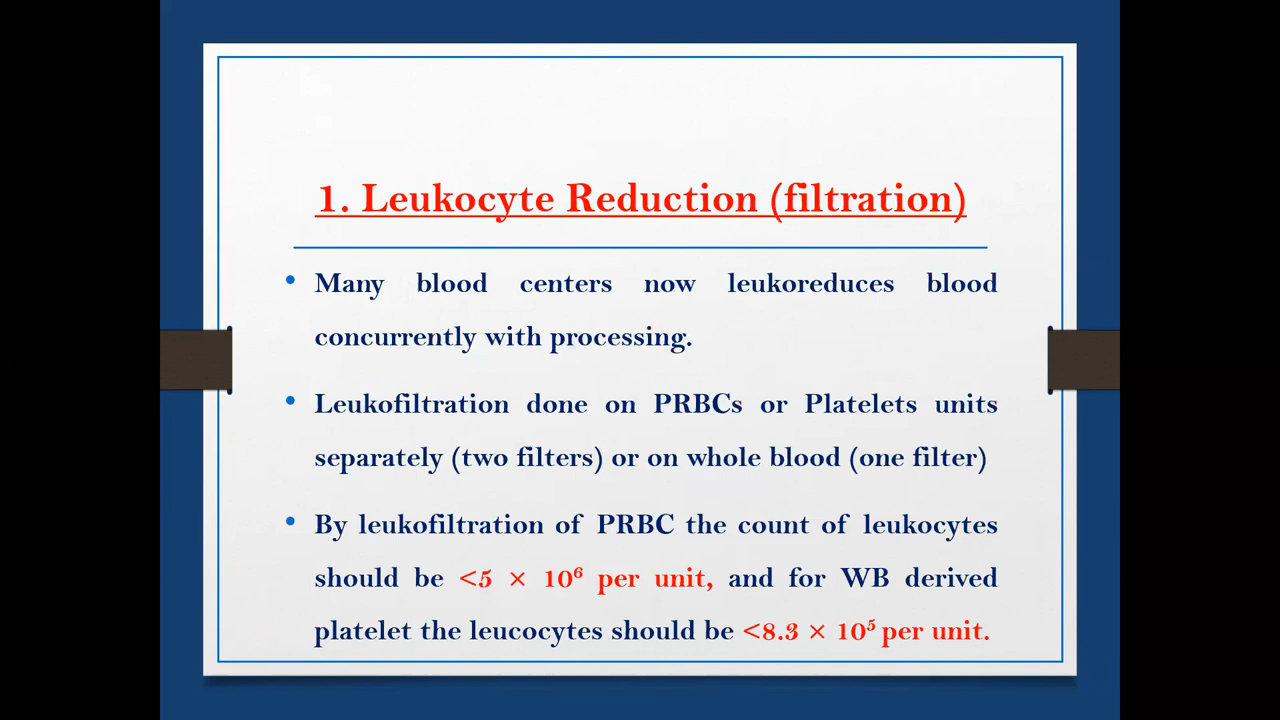 1. Leukocyte Reduction (filtration)
• Many blood centers now leukoreduces blood
concurrently with processing.
• Leukofiltration done on PRBCs or Platelets units
separately (two filters) or on whole blood (one filter)
• By leukofiltration of PRBC the count of leukocytes
should be <5 × 10⁶ per unit, and for WB derived
platelet the leucocytes should be <8.3 × 10⁵ per unit.